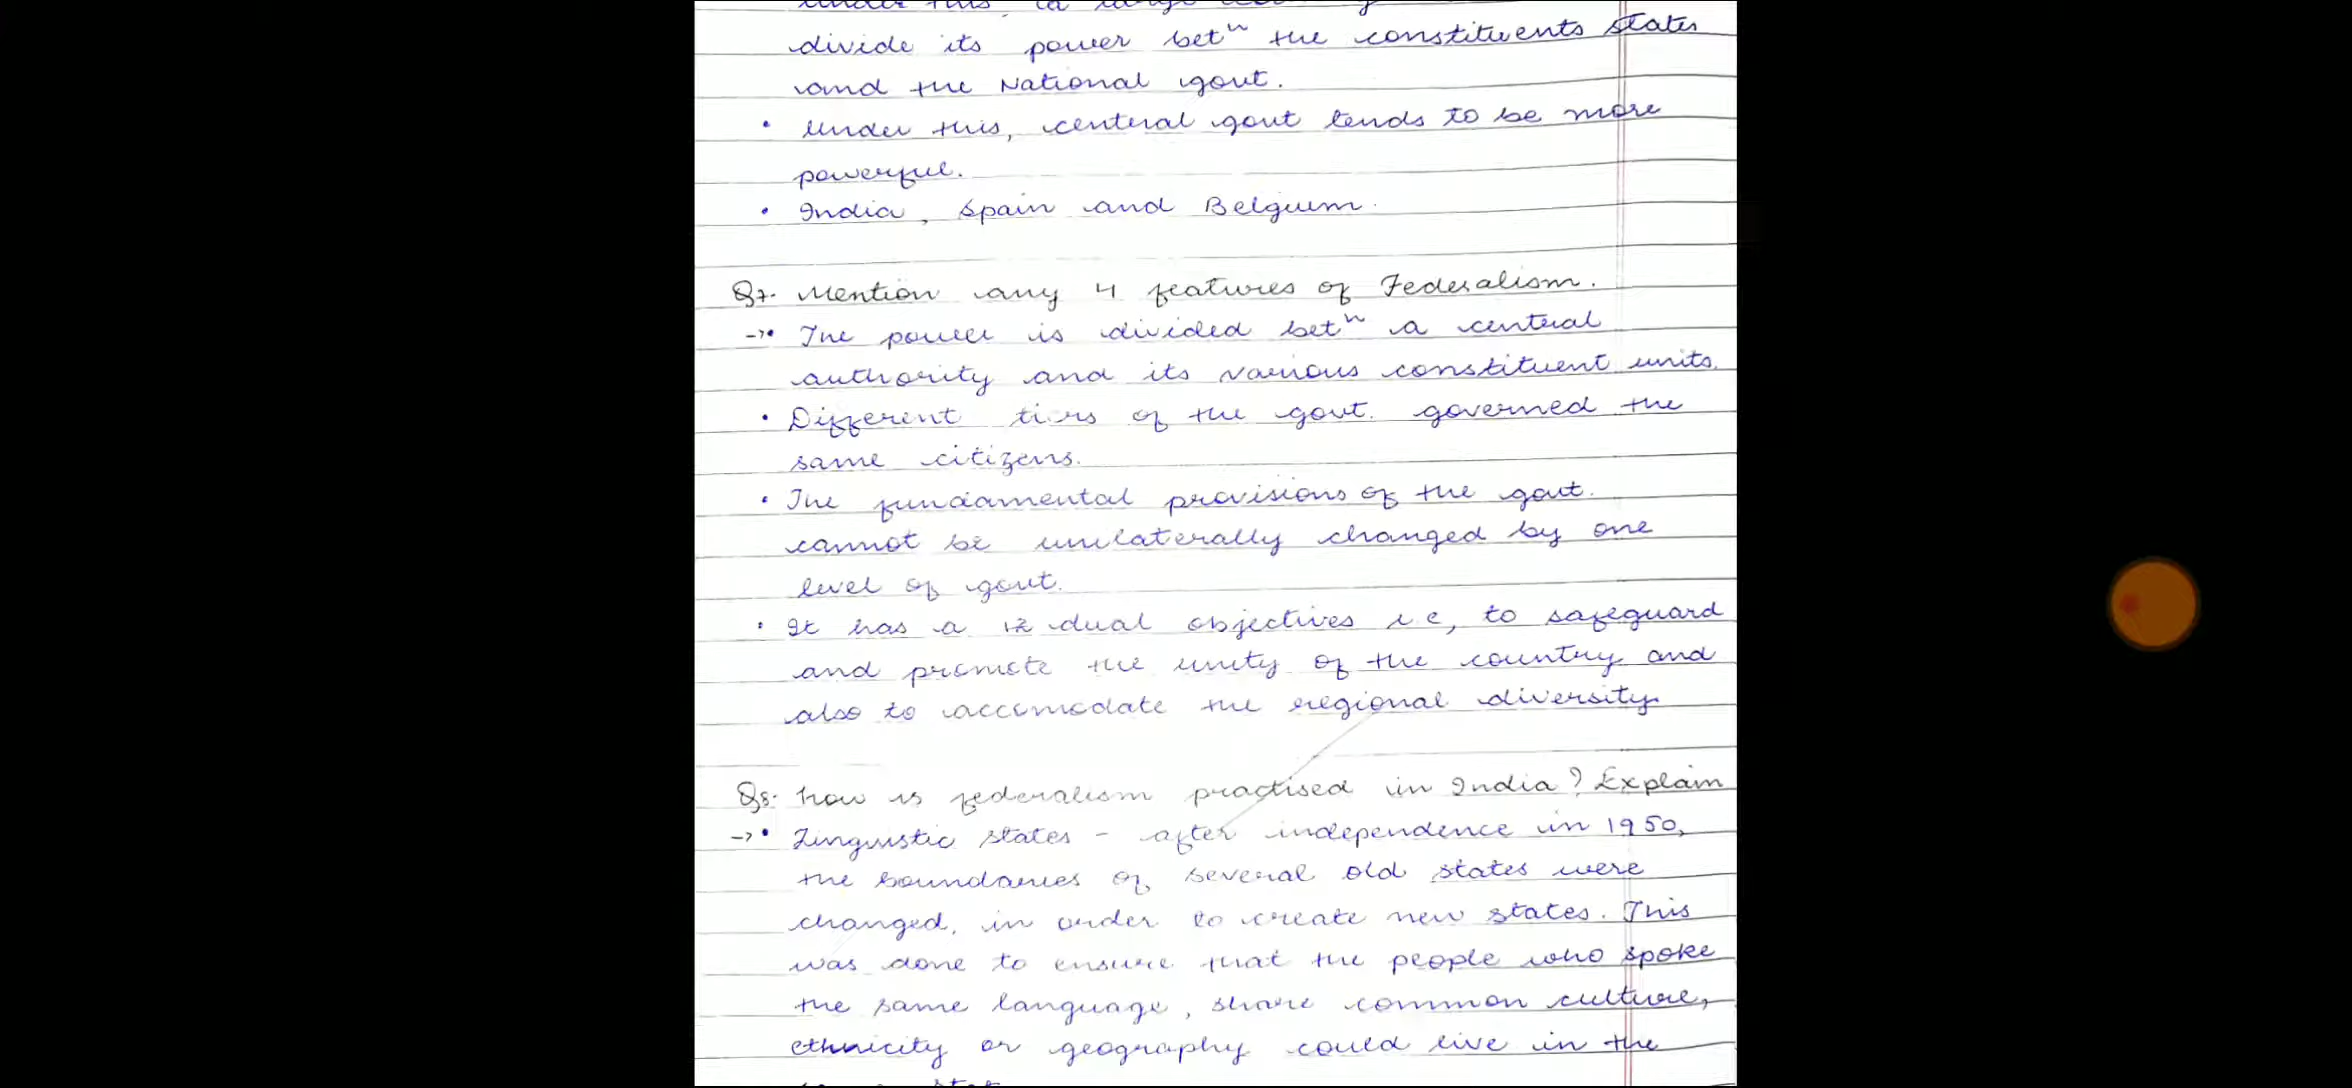 under this, a large
divide its power betⁿ the constituents states
and the National govt.
• Under this, central govt tends to be more
powerful.
• India, Spain and Belgium.
Q7. Mention any 4 features of Federalism.
→• The power is divided betⁿ a central
authority and its various constituent units.
• Different tiers of the govt. governed the
same citizens.
• The fundamental provisions of the govt.
cannot be unilaterally changed by one
level of govt.
• It has a dual objectives i.e, to safeguard
and promote the unity of the country and
also to accomodate the regional diversity
Q8. How is federalism practised in India? Explain
→• Linguistic states - after independence in 1950,
the boundaries of several old states were
changed, in order to create new states. This
was done to ensure that the people who spoke
the same language, share common culture,
ethnicity or geography could live in the